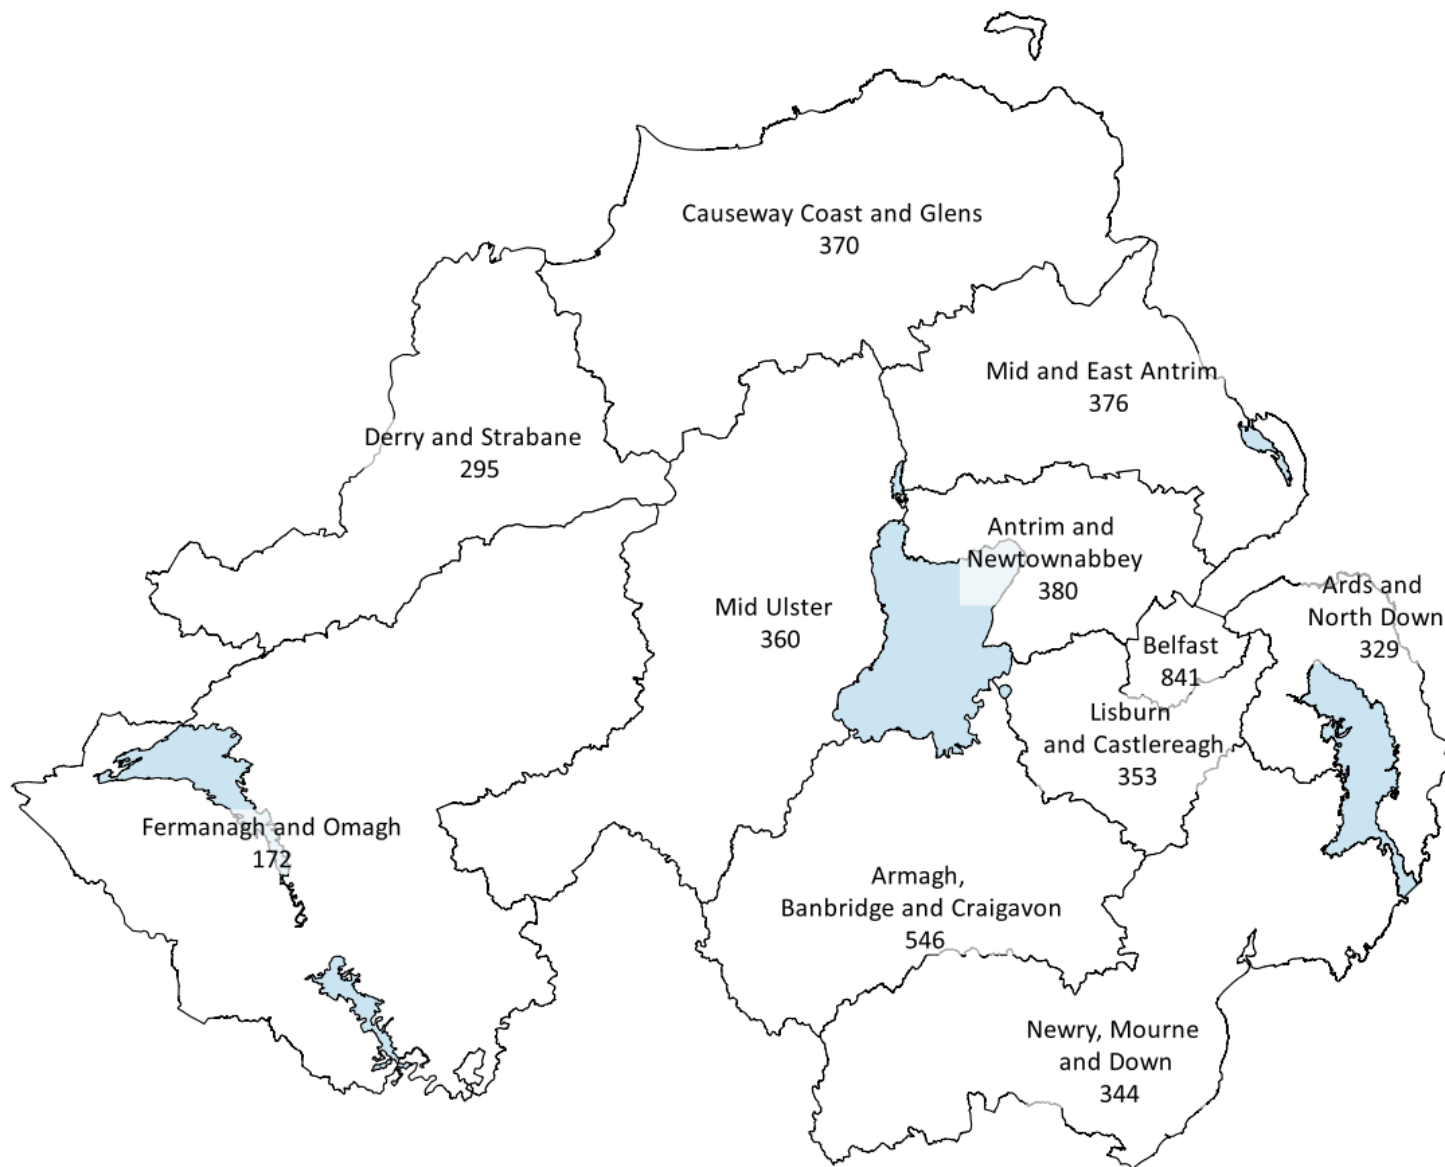 Causeway Coast and Glens
370
Mid and East Antrim
376
Derry and Strabane
295
Antrim and
Newtownabbey
380
Ards and
North Down
329
Mid Ulster
360
Belfast
841
Lisburn
and Castlereagh
353
Fermanagh and Omagh
172
Armagh,
Banbridge and Craigavon
546
Newry, Mourne
and Down
344